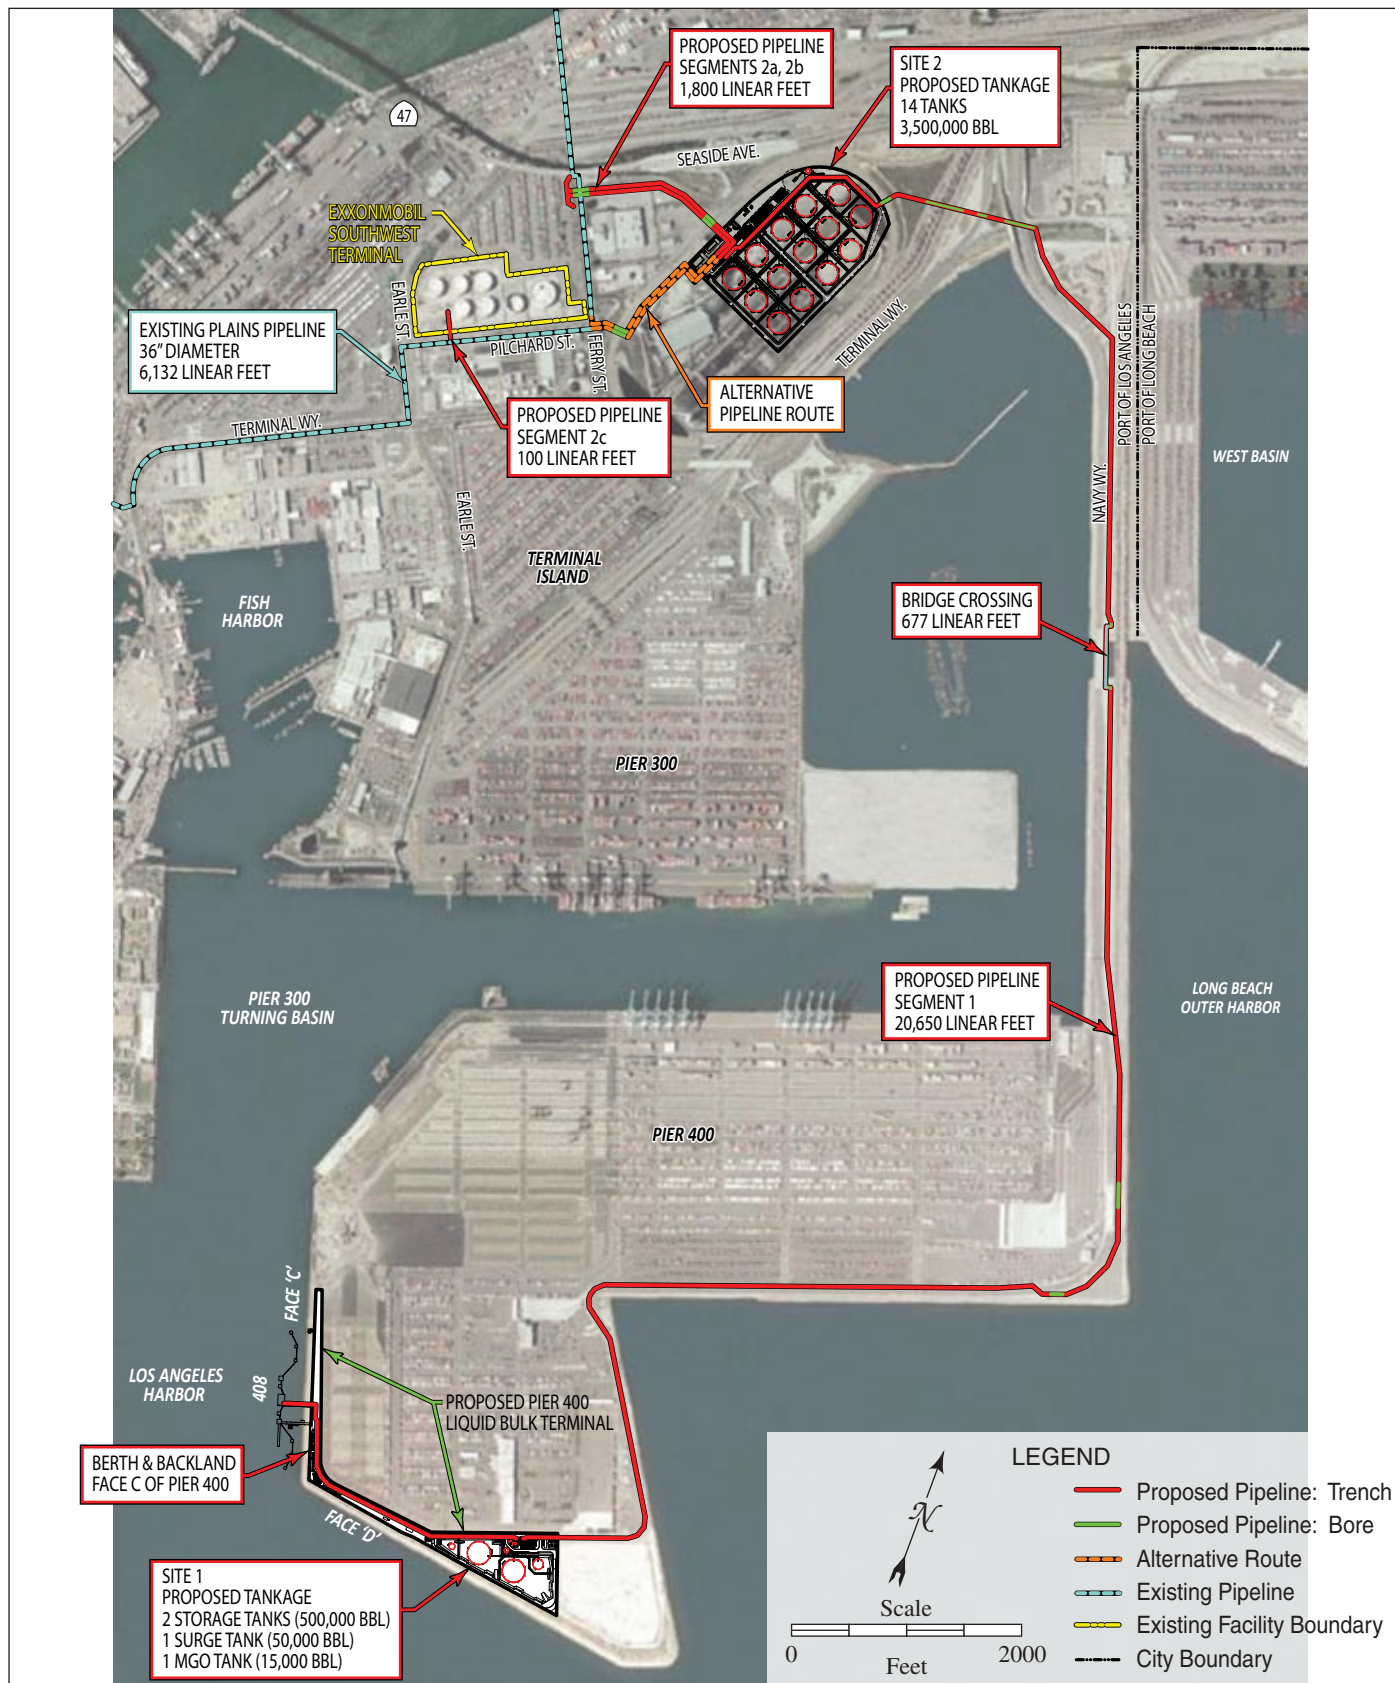 PROPOSED PIPELINE
SEGMENTS 2a, 2b
1,800 LINEAR FEET
SITE 2
PROPOSED TANKAGE
14 TANKS
3,500,000 BBL
47
SEASIDE AVE.
EXXONMOBIL
SOUTHWEST
TERMINAL
EARLE ST.
EXISTING PLAINS PIPELINE
36" DIAMETER
6,132 LINEAR FEET
PILCHARD ST.
FERRY ST.
TERMINAL WY.
PORT OF LOS ANGELES
PORT OF LONG BEACH
ALTERNATIVE
PIPELINE ROUTE
PROPOSED PIPELINE
SEGMENT 2c
100 LINEAR FEET
TERMINAL WY.
WEST BASIN
NAVY WY.
EARLE ST.
TERMINAL
ISLAND
FISH
HARBOR
BRIDGE CROSSING
677 LINEAR FEET
PIER 300
PROPOSED PIPELINE
SEGMENT 1
20,650 LINEAR FEET
LONG BEACH
OUTER HARBOR
PIER 300
TURNING BASIN
PIER 400
FACE 'C'
LOS ANGELES
HARBOR
408
PROPOSED PIER 400
LIQUID BULK TERMINAL
BERTH & BACKLAND
FACE C OF PIER 400
FACE 'D'
SITE 1
PROPOSED TANKAGE
2 STORAGE TANKS (500,000 BBL)
1 SURGE TANK (50,000 BBL)
1 MGO TANK (15,000 BBL)
LEGEND
Proposed Pipeline: Trench
Proposed Pipeline: Bore
Alternative Route
Existing Pipeline
Existing Facility Boundary
City Boundary
N
Scale
0 2000
Feet